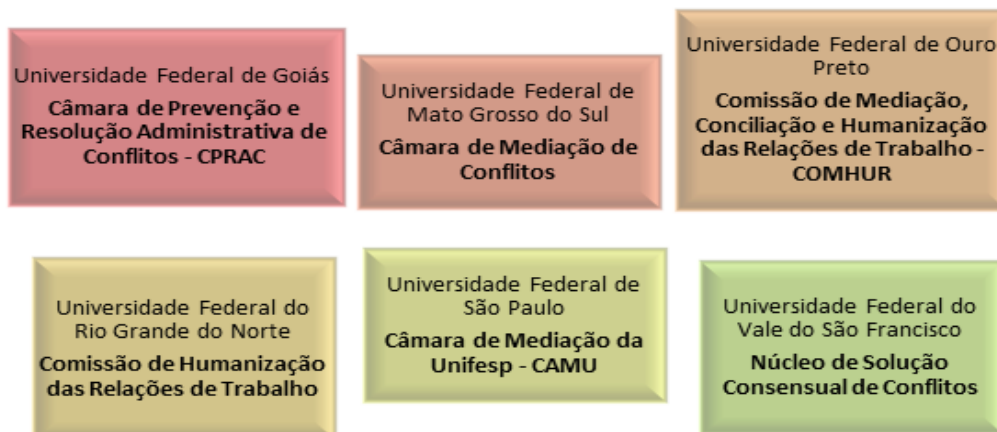 Universidade Federal de Goiás
Câmara de Prevenção e
Resolução Administrativa de
Conflitos - CPRAC
Universidade Federal de
Mato Grosso do Sul
Câmara de Mediação de
Conflitos
Universidade Federal de Ouro
Preto
Comissão de Mediação,
Conciliação e Humanização
das Relações de Trabalho -
COMHUR
Universidade Federal do
Rio Grande do Norte
Comissão de Humanização
das Relações de Trabalho
Universidade Federal de
São Paulo
Câmara de Mediação da
Unifesp - CAMU
Universidade Federal do
Vale do São Francisco
Núcleo de Solução
Consensual de Conflitos